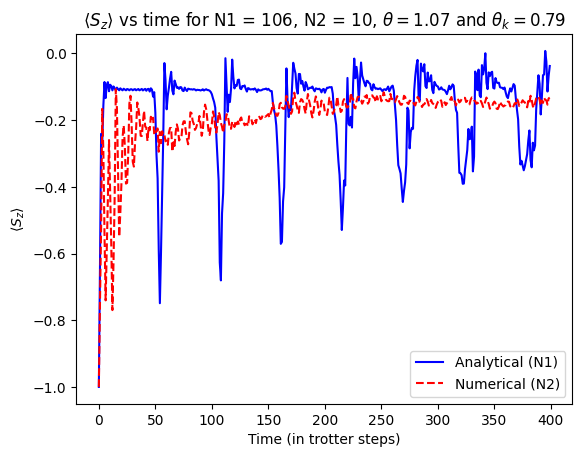 ⟨S_z⟩ vs time for N1 = 106, N2 = 10, θ = 1.07 and θ_k = 0.79
⟨S_z⟩
0.0
−0.2
−0.4
−0.6
−0.8
−1.0
Analytical (N1)
Numerical (N2)
0 50 100 150 200 250 300 350 400
Time (in trotter steps)